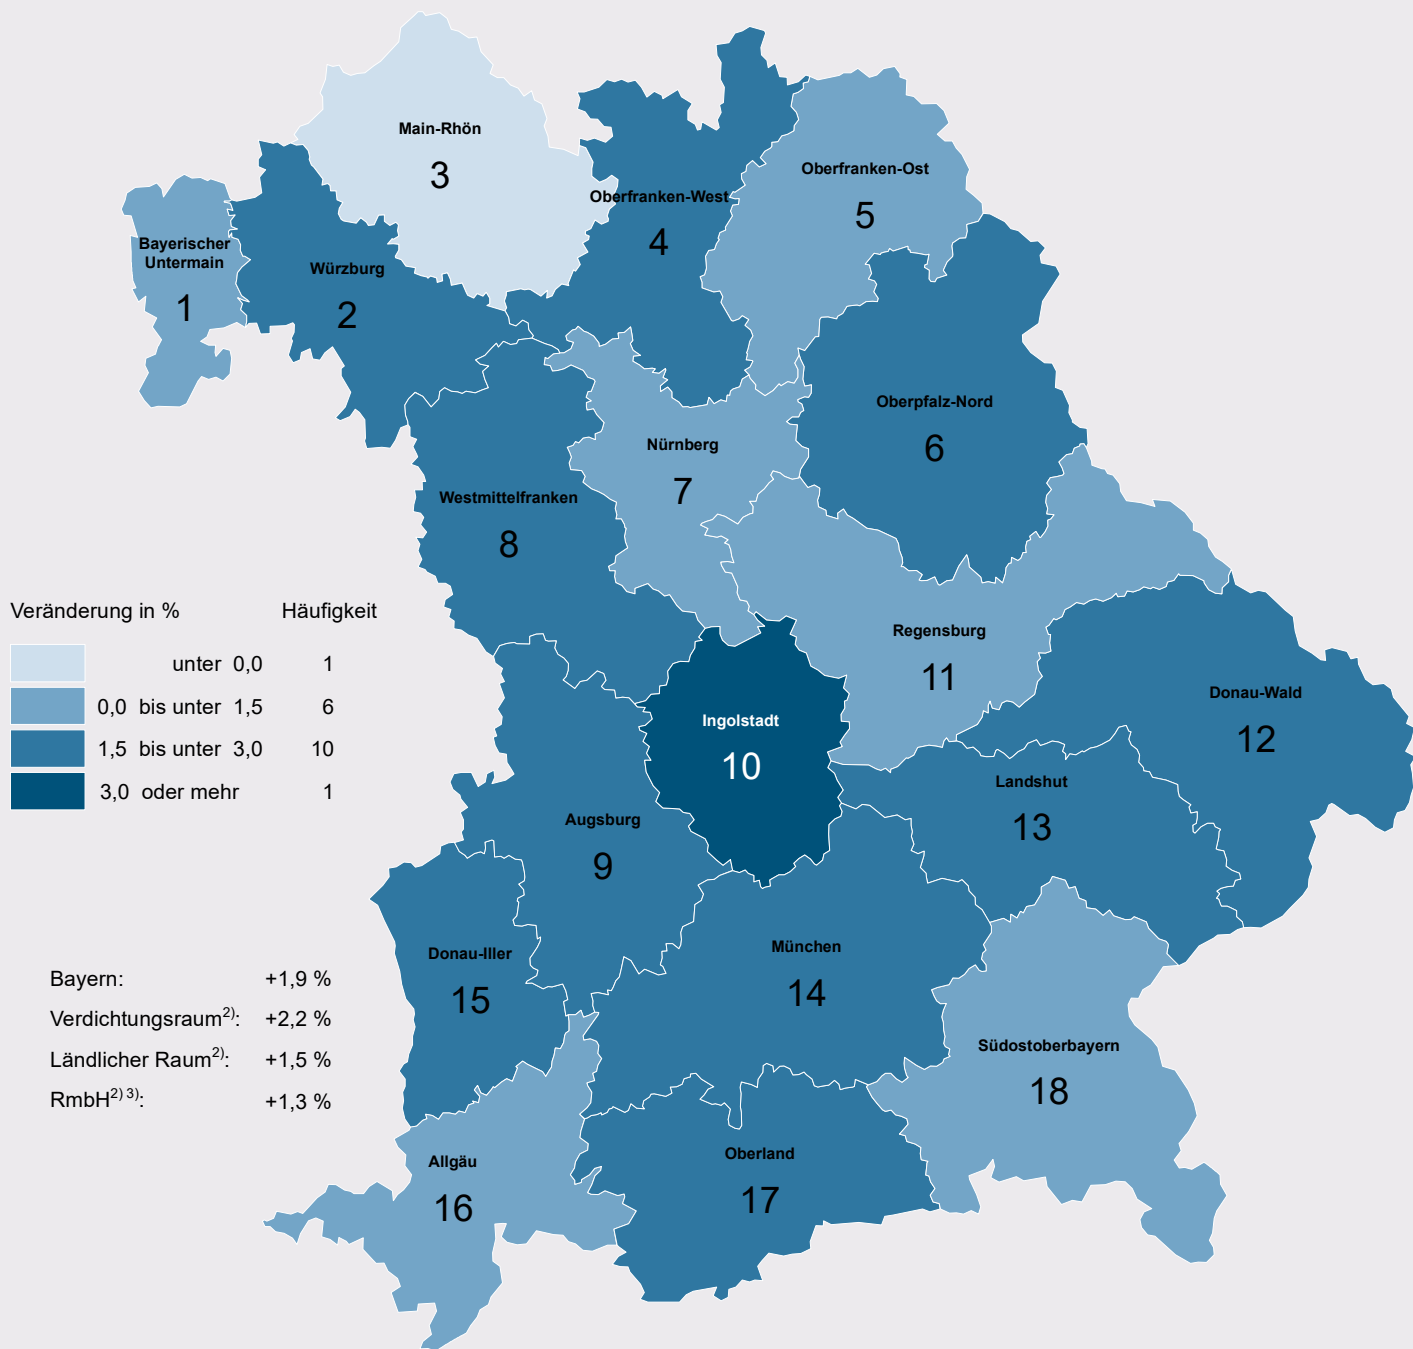 Main-Rhön
3
Oberfranken-West
4
Oberfranken-Ost
5
Bayerischer
Untermain
1
Würzburg
2
Oberpfalz-Nord
6
Nürnberg
7
Westmittelfranken
8
Veränderung in % Häufigkeit
unter 0,0 1
0,0 bis unter 1,5 6
1,5 bis unter 3,0 10
3,0 oder mehr 1
Regensburg
11
Donau-Wald
12
Ingolstadt
10
Landshut
13
Augsburg
9
München
14
Donau-Iller
15
Bayern: +1,9 %
Verdichtungsraum2): +2,2 %
Ländlicher Raum2): +1,5 %
RmbH2) 3): +1,3 %
Südostoberbayern
18
Allgäu
16
Oberland
17